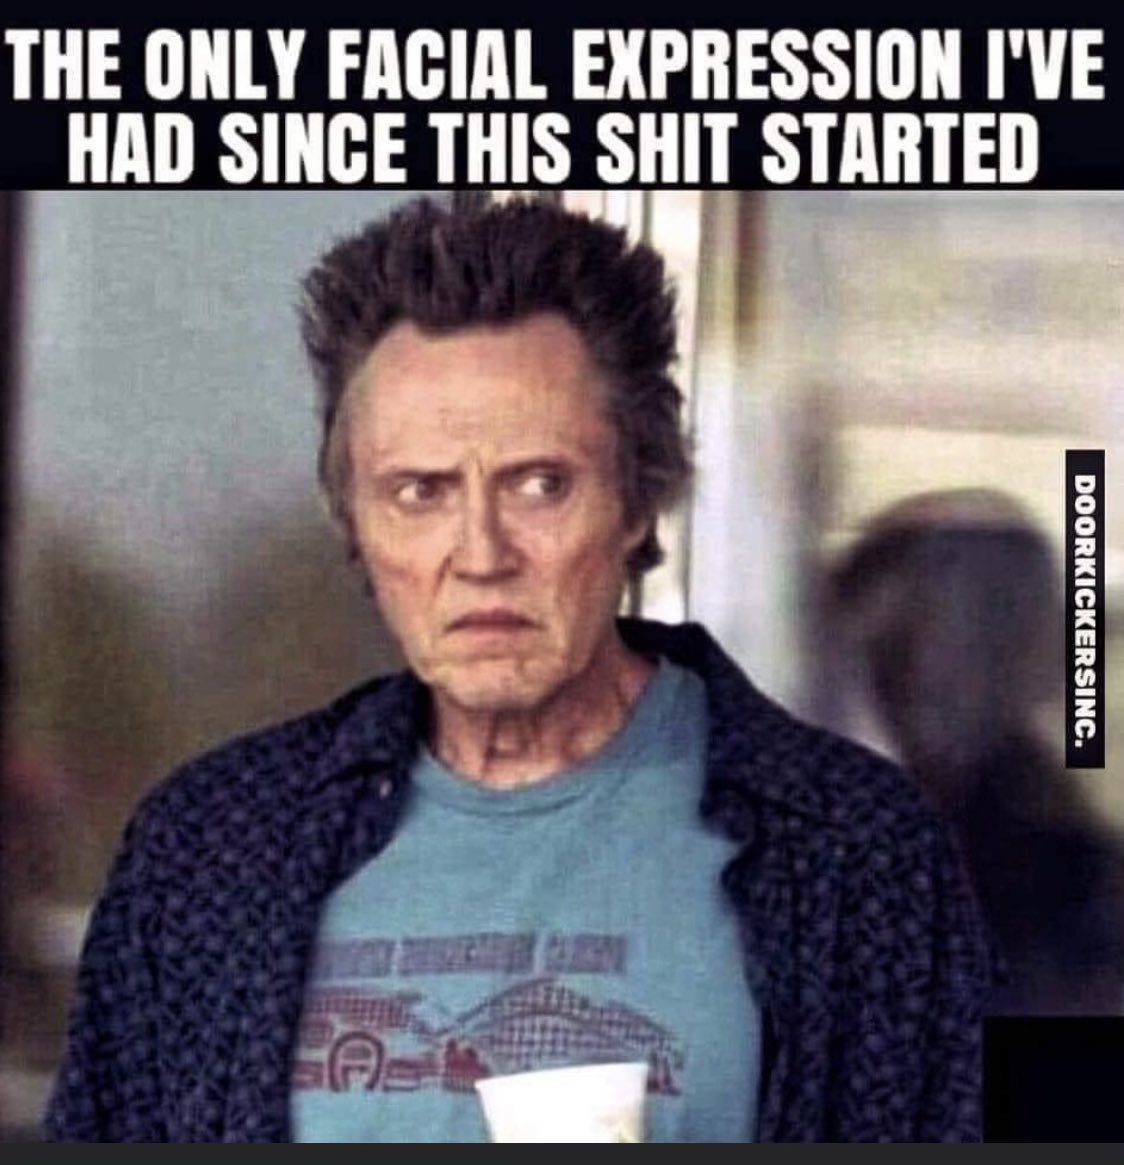 THE ONLY FACIAL EXPRESSION I'VE
HAD SINCE THIS SHIT STARTED
DOORKICKERSINC.